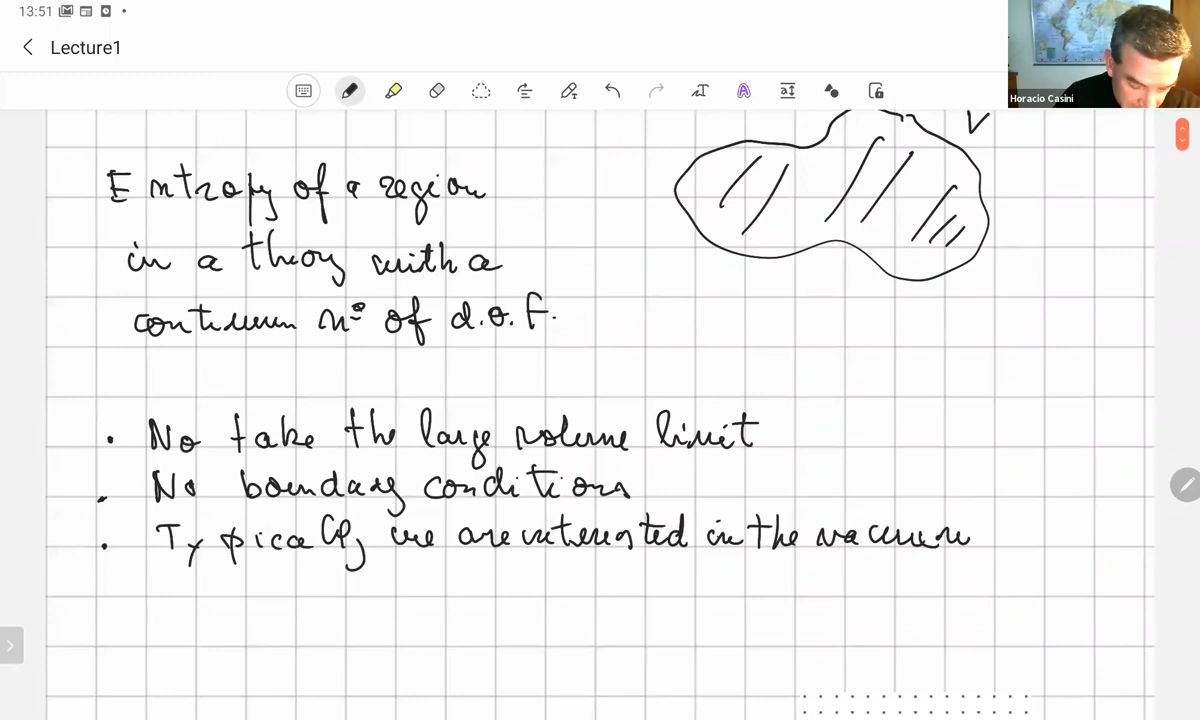 13:51
Lecture1
Horacio Casini
V
Entropy of a region
in a theory with a
continuum nº of d.o.f.
. No take the large volume limit
. No boundary conditions
. Typically we are interested in the vacuum